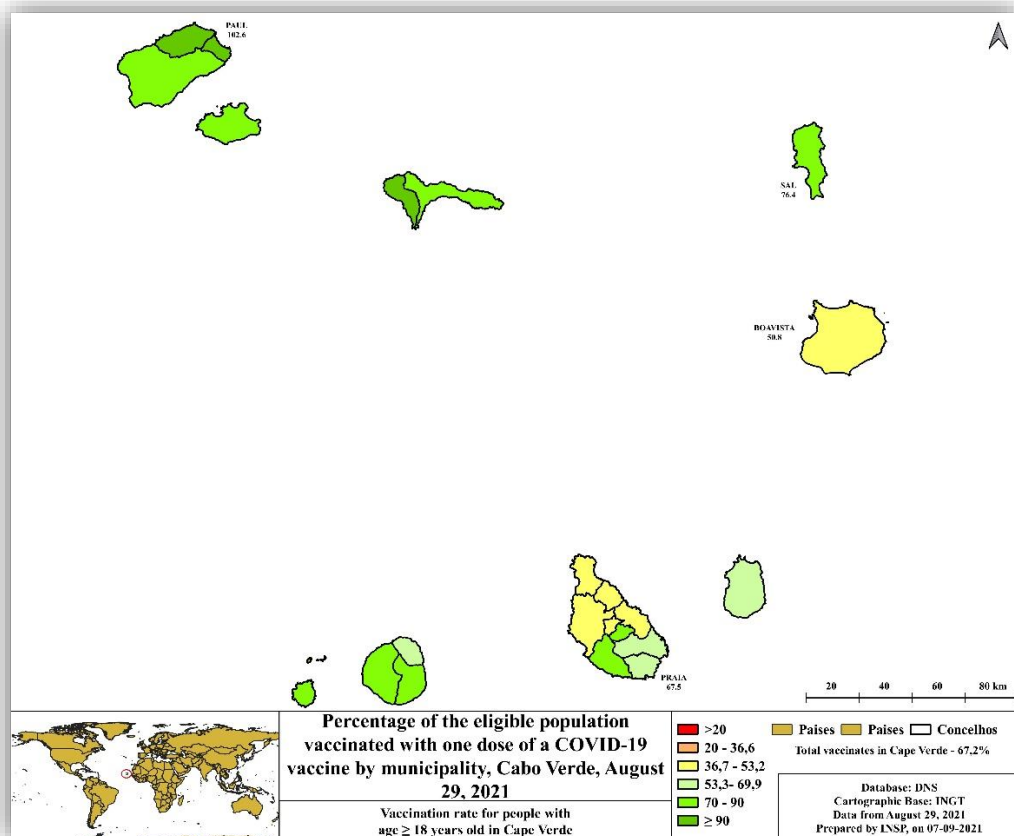 PAUL
102.6
SAL
76.4
BOAVISTA
50.8
PRAIA
67.5
20 40 60 80 km
Percentage of the eligible population
vaccinated with one dose of a COVID-19
vaccine by municipality, Cabo Verde, August
29, 2021
Vaccination rate for people with
age ≥ 18 years old in Cape Verde
>20
20 - 36,6
36,7 - 53,2
53,3- 69,9
70 - 90
≥ 90
Paises Paises Concelhos
Total vaccinates in Cape Verde - 67,2%
Database: DNS
Cartographic Base: INGT
Data from August 29, 2021
Prepared by INSP, on 07-09-2021